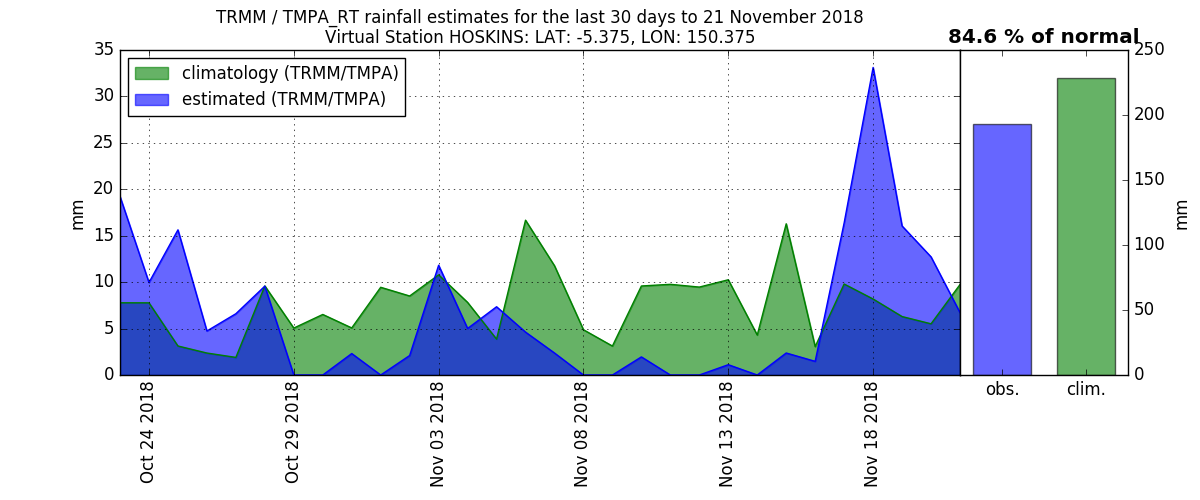 TRMM / TMPA_RT rainfall estimates for the last 30 days to 21 November 2018
Virtual Station HOSKINS: LAT: -5.375, LON: 150.375
84.6 % of normal
climatology (TRMM/TMPA)
estimated (TRMM/TMPA)
35
30
25
20
15
10
5
0
mm
Oct 24 2018
Oct 29 2018
Nov 03 2018
Nov 08 2018
Nov 13 2018
Nov 18 2018
obs.
clim.
250
200
150
100
50
0
mm